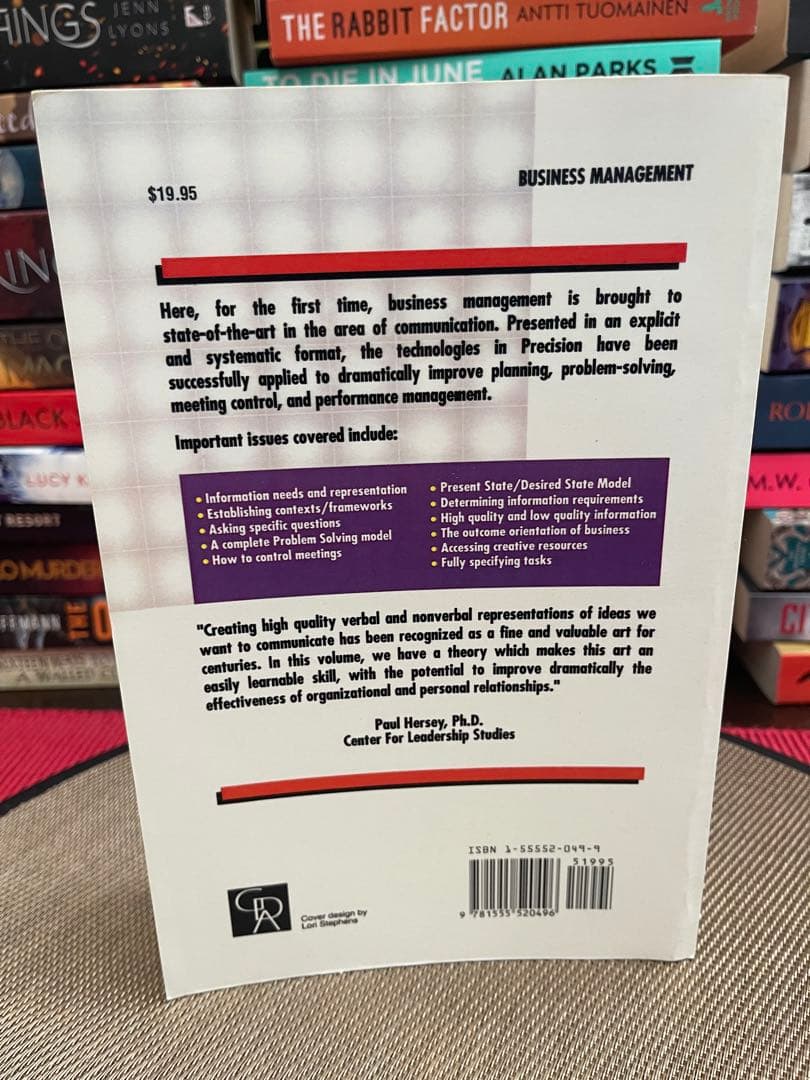 JENN
LYONS
THE RABBIT FACTOR ANTTI TUOMAINEN
TO DIE IN JUNE ALAN PARKS
$19.95
BUSINESS MANAGEMENT
Here, for the first time, business management is brought to
state-of-the-art in the area of communication. Presented in an explicit
and systematic format, the technologies in Precision have been
successfully applied to dramatically improve planning, problem-solving,
meeting control, and performance management.
Important issues covered include:
• Information needs and representation
• Establishing contexts/frameworks
• Asking specific questions
• A complete Problem Solving model
• How to control meetings
• Present State/Desired State Model
• Determining information requirements
• High quality and low quality information
• The outcome orientation of business
• Accessing creative resources
• Fully specifying tasks
"Creating high quality verbal and nonverbal representations of ideas we
want to communicate has been recognized as a fine and valuable art for
centuries. In this volume, we have a theory which makes this art an
easily learnable skill, with the potential to improve dramatically the
effectiveness of organizational and personal relationships."
Paul Hersey, Ph.D.
Center For Leadership Studies
ISBN 1-55552-049-9
51995
9 781555 520496
Cover design by
Lori Stephens
BLACK
LUCY K
RESORT
M.W.